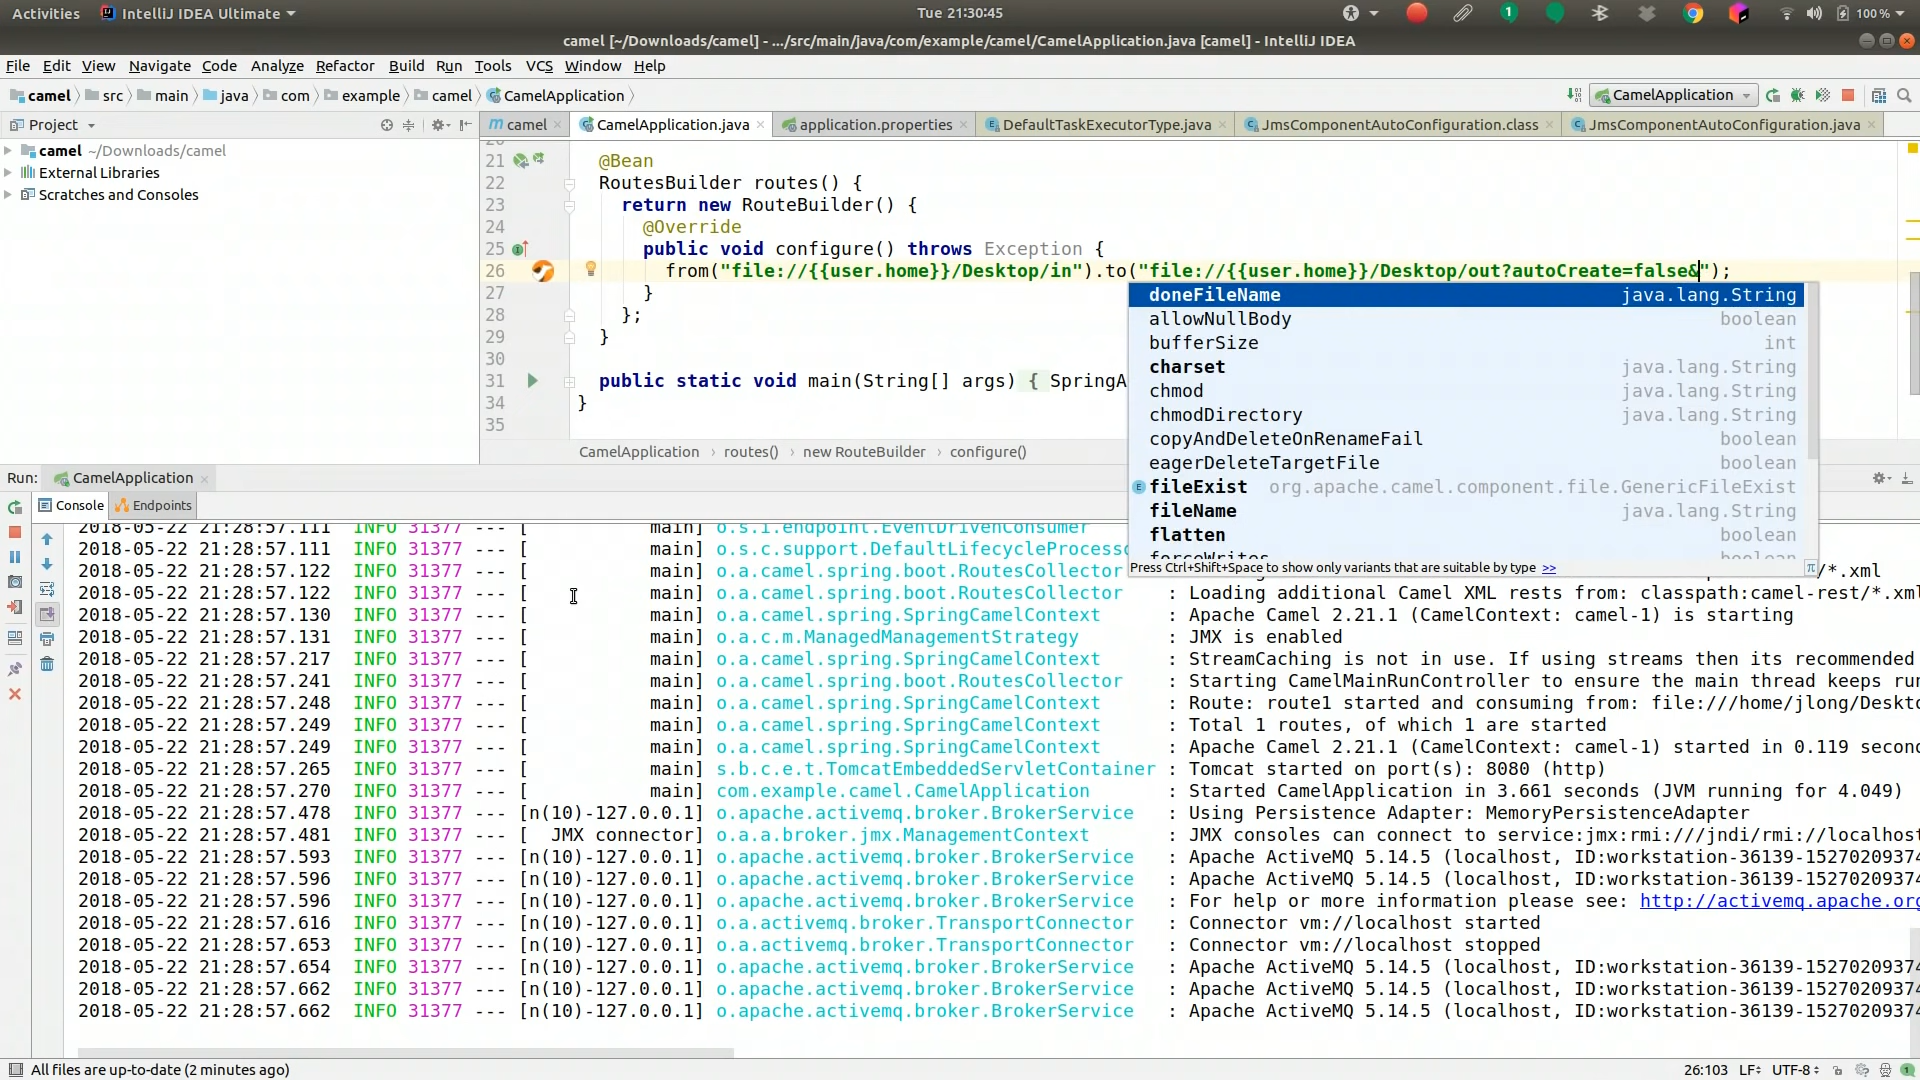 Activities IntelliJ IDEA Ultimate Tue 21:30:45 1 100 %
camel [~/Downloads/camel] - .../src/main/java/com/example/camel/CamelApplication.java [camel] - IntelliJ IDEA
File Edit View Navigate Code Analyze Refactor Build Run Tools VCS Window Help
camel src main java com example camel CamelApplication CamelApplication
Project
m camel CamelApplication.java application.properties DefaultTaskExecutorType.java JmsComponentAutoConfiguration.class JmsComponentAutoConfiguration.java
camel ~/Downloads/camel
External Libraries
Scratches and Consoles
21 @Bean
22 RoutesBuilder routes() {
23 return new RouteBuilder() {
24 @Override
25 public void configure() throws Exception {
26 from("file://{{user.home}}/Desktop/in").to("file://{{user.home}}/Desktop/out?autoCreate=false&");
27 }
28 };
29 }
30
31 public static void main(String[] args) { SpringA
34 }
35
doneFileName java.lang.String
allowNullBody boolean
bufferSize int
charset java.lang.String
chmod java.lang.String
chmodDirectory java.lang.String
copyAndDeleteOnRenameFail boolean
eagerDeleteTargetFile boolean
fileExist org.apache.camel.component.file.GenericFileExist
fileName java.lang.String
flatten boolean
forceWrites boolean
Press Ctrl+Shift+Space to show only variants that are suitable by type >>
CamelApplication › routes() › new RouteBuilder › configure()
Run: CamelApplication
Console Endpoints
2018-05-22 21:28:57.111 INFO 31377 --- [ main] o.s.i.endpoint.EventDrivenConsumer
2018-05-22 21:28:57.111 INFO 31377 --- [ main] o.s.c.support.DefaultLifecycleProcesso
2018-05-22 21:28:57.122 INFO 31377 --- [ main] o.a.camel.spring.boot.RoutesCollector /*.xml
2018-05-22 21:28:57.122 INFO 31377 --- [ main] o.a.camel.spring.boot.RoutesCollector : Loading additional Camel XML rests from: classpath:camel-rest/*.xml
2018-05-22 21:28:57.130 INFO 31377 --- [ main] o.a.camel.spring.SpringCamelContext : Apache Camel 2.21.1 (CamelContext: camel-1) is starting
2018-05-22 21:28:57.131 INFO 31377 --- [ main] o.a.c.m.ManagedManagementStrategy : JMX is enabled
2018-05-22 21:28:57.217 INFO 31377 --- [ main] o.a.camel.spring.SpringCamelContext : StreamCaching is not in use. If using streams then its recommended
2018-05-22 21:28:57.241 INFO 31377 --- [ main] o.a.camel.spring.boot.RoutesCollector : Starting CamelMainRunController to ensure the main thread keeps run
2018-05-22 21:28:57.248 INFO 31377 --- [ main] o.a.camel.spring.SpringCamelContext : Route: route1 started and consuming from: file:///home/jlong/Deskto
2018-05-22 21:28:57.249 INFO 31377 --- [ main] o.a.camel.spring.SpringCamelContext : Total 1 routes, of which 1 are started
2018-05-22 21:28:57.249 INFO 31377 --- [ main] o.a.camel.spring.SpringCamelContext : Apache Camel 2.21.1 (CamelContext: camel-1) started in 0.119 second
2018-05-22 21:28:57.265 INFO 31377 --- [ main] s.b.c.e.t.TomcatEmbeddedServletContainer : Tomcat started on port(s): 8080 (http)
2018-05-22 21:28:57.270 INFO 31377 --- [ main] com.example.camel.CamelApplication : Started CamelApplication in 3.661 seconds (JVM running for 4.049)
2018-05-22 21:28:57.478 INFO 31377 --- [n(10)-127.0.0.1] o.apache.activemq.broker.BrokerService : Using Persistence Adapter: MemoryPersistenceAdapter
2018-05-22 21:28:57.481 INFO 31377 --- [ JMX connector] o.a.a.broker.jmx.ManagementContext : JMX consoles can connect to service:jmx:rmi:///jndi/rmi://localhost
2018-05-22 21:28:57.593 INFO 31377 --- [n(10)-127.0.0.1] o.apache.activemq.broker.BrokerService : Apache ActiveMQ 5.14.5 (localhost, ID:workstation-36139-15270209374
2018-05-22 21:28:57.596 INFO 31377 --- [n(10)-127.0.0.1] o.apache.activemq.broker.BrokerService : Apache ActiveMQ 5.14.5 (localhost, ID:workstation-36139-15270209374
2018-05-22 21:28:57.596 INFO 31377 --- [n(10)-127.0.0.1] o.apache.activemq.broker.BrokerService : For help or more information please see: http://activemq.apache.org
2018-05-22 21:28:57.616 INFO 31377 --- [n(10)-127.0.0.1] o.a.activemq.broker.TransportConnector : Connector vm://localhost started
2018-05-22 21:28:57.653 INFO 31377 --- [n(10)-127.0.0.1] o.a.activemq.broker.TransportConnector : Connector vm://localhost stopped
2018-05-22 21:28:57.654 INFO 31377 --- [n(10)-127.0.0.1] o.apache.activemq.broker.BrokerService : Apache ActiveMQ 5.14.5 (localhost, ID:workstation-36139-15270209374
2018-05-22 21:28:57.662 INFO 31377 --- [n(10)-127.0.0.1] o.apache.activemq.broker.BrokerService : Apache ActiveMQ 5.14.5 (localhost, ID:workstation-36139-15270209374
2018-05-22 21:28:57.662 INFO 31377 --- [n(10)-127.0.0.1] o.apache.activemq.broker.BrokerService : Apache ActiveMQ 5.14.5 (localhost, ID:workstation-36139-15270209374
All files are up-to-date (2 minutes ago) 26:103 LF UTF-8 1